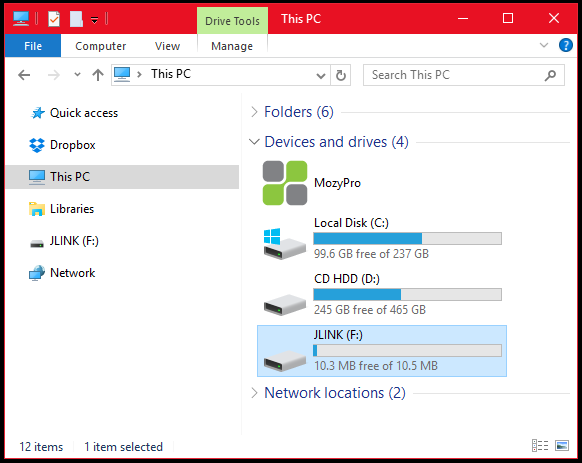 Drive Tools
This PC
File
Computer
View
Manage
This PC
Search This PC
Quick access
Dropbox
This PC
Libraries
JLINK (F:)
Network
Folders (6)
Devices and drives (4)
MozyPro
Local Disk (C:)
99.6 GB free of 237 GB
CD HDD (D:)
245 GB free of 465 GB
JLINK (F:)
10.3 MB free of 10.5 MB
Network locations (2)
12 items
1 item selected